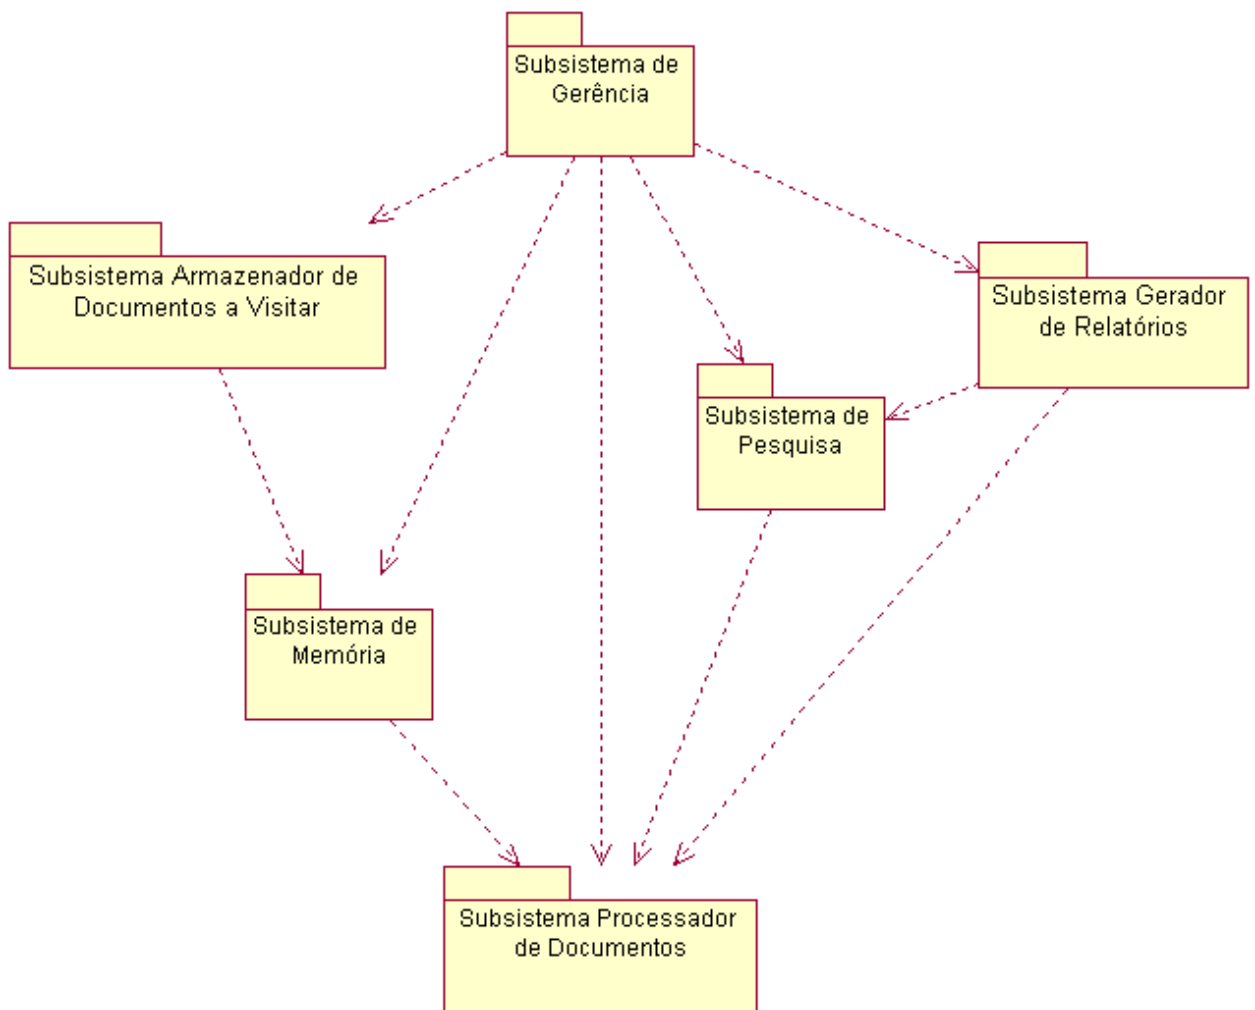 Subsistema de
Gerência
Subsistema Armazenador de
Documentos a Visitar
Subsistema Gerador
de Relatórios
Subsistema de
Pesquisa
Subsistema de
Memória
Subsistema Processador
de Documentos